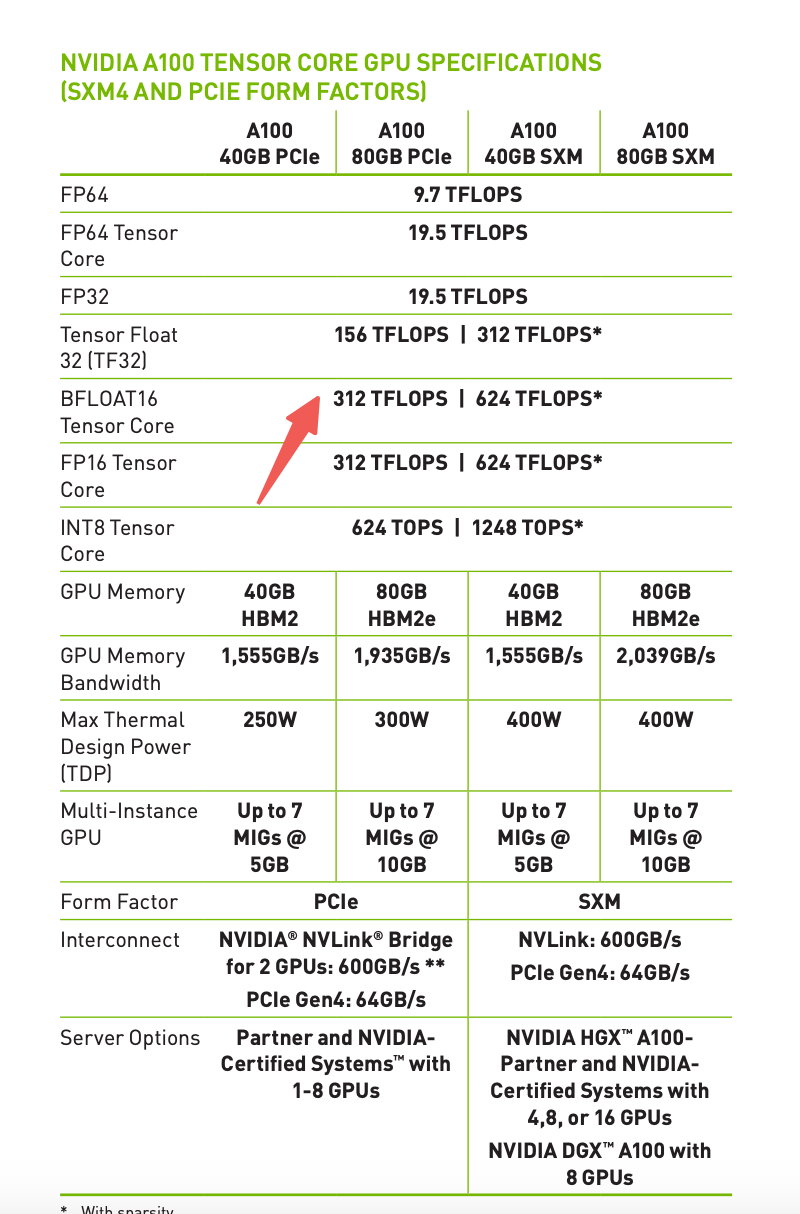 NVIDIA A100 TENSOR CORE GPU SPECIFICATIONS
(SXM4 AND PCIE FORM FACTORS)
A100 40GB PCIe A100 80GB PCIe A100 40GB SXM A100 80GB SXM
FP64 9.7 TFLOPS
FP64 Tensor Core 19.5 TFLOPS
FP32 19.5 TFLOPS
Tensor Float 32 (TF32) 156 TFLOPS | 312 TFLOPS*
BFLOAT16 Tensor Core 312 TFLOPS | 624 TFLOPS*
FP16 Tensor Core 312 TFLOPS | 624 TFLOPS*
INT8 Tensor Core 624 TOPS | 1248 TOPS*
GPU Memory 40GB HBM2 80GB HBM2e 40GB HBM2 80GB HBM2e
GPU Memory Bandwidth 1,555GB/s 1,935GB/s 1,555GB/s 2,039GB/s
Max Thermal Design Power (TDP) 250W 300W 400W 400W
Multi-Instance GPU Up to 7 MIGs @ 5GB Up to 7 MIGs @ 10GB Up to 7 MIGs @ 5GB Up to 7 MIGs @ 10GB
Form Factor PCIe SXM
Interconnect NVIDIA® NVLink® Bridge for 2 GPUs: 600GB/s ** PCIe Gen4: 64GB/s NVLink: 600GB/s PCIe Gen4: 64GB/s
Server Options Partner and NVIDIA-Certified Systems™ with 1-8 GPUs NVIDIA HGX™ A100-Partner and NVIDIA-Certified Systems with 4,8, or 16 GPUs NVIDIA DGX™ A100 with 8 GPUs
* With sparsity